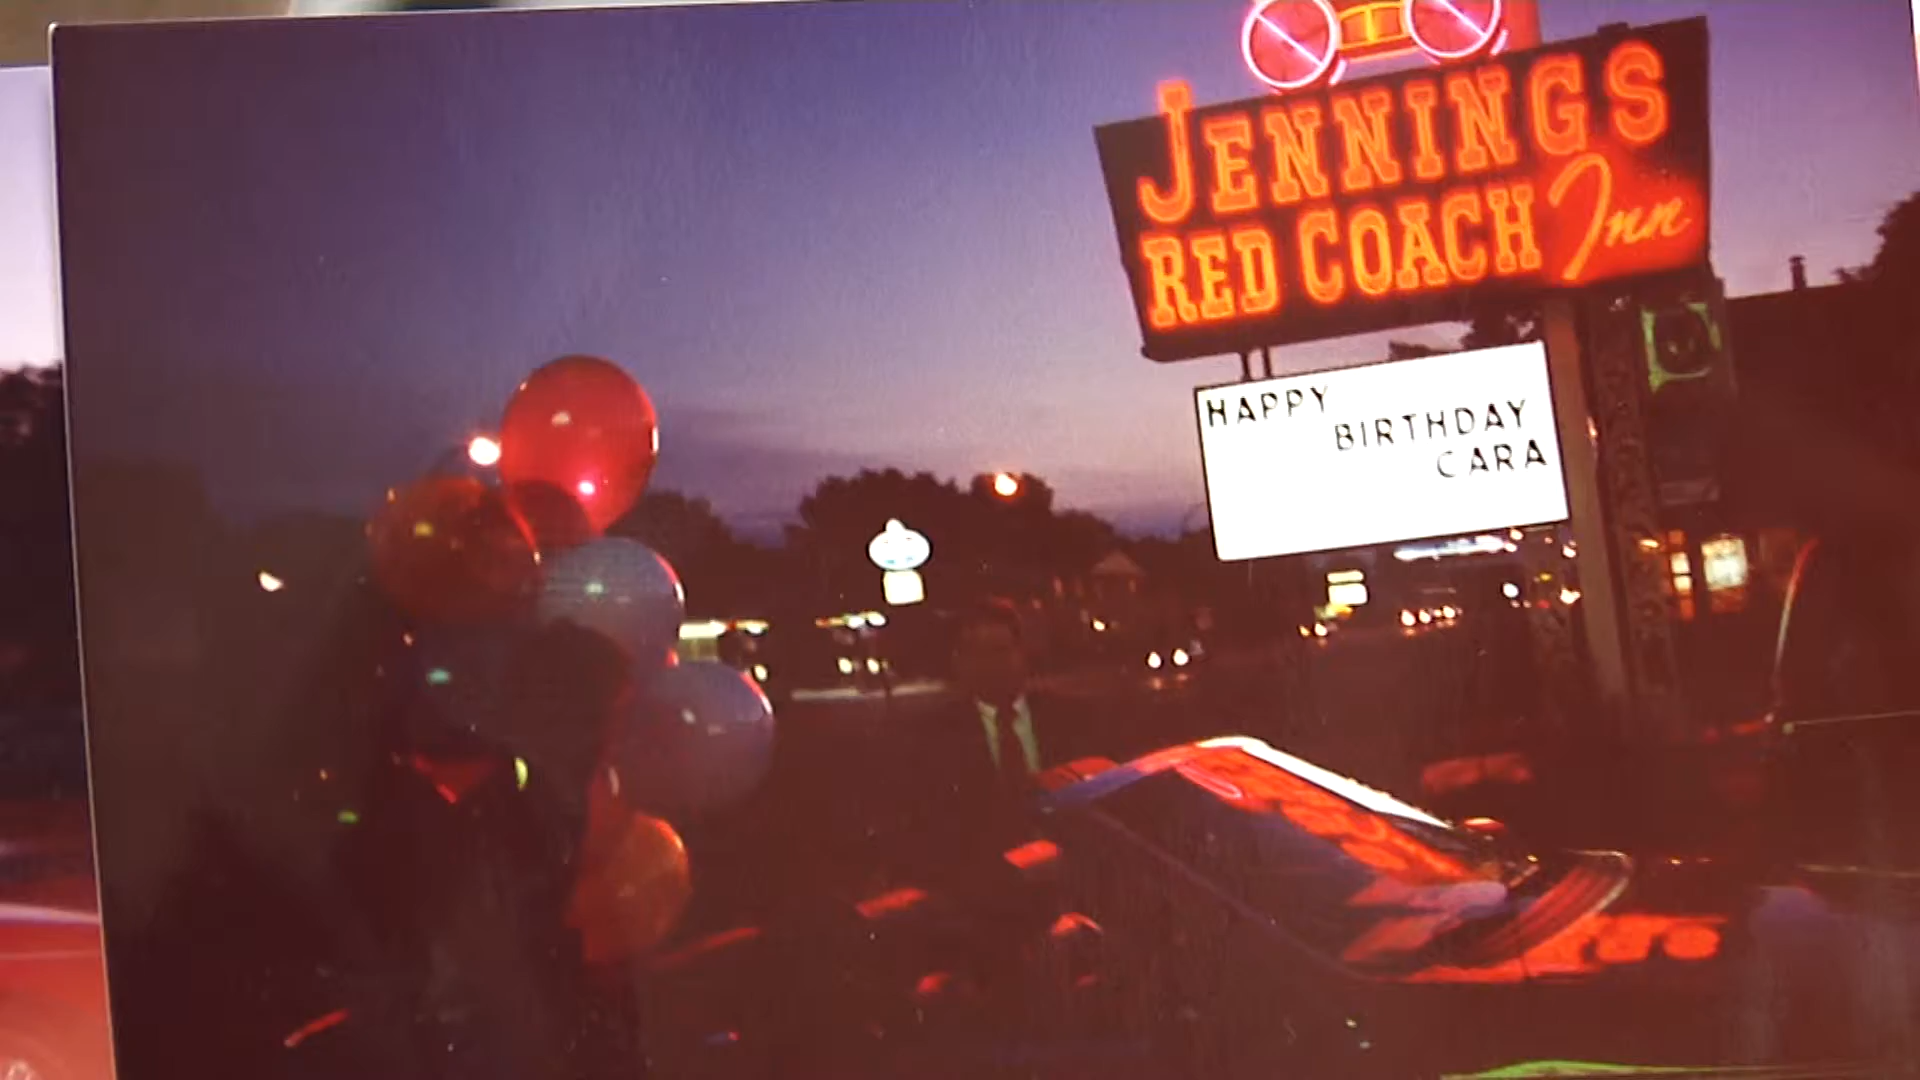 JENNINGS
RED COACH Inn
HAPPY
BIRTHDAY
CARA